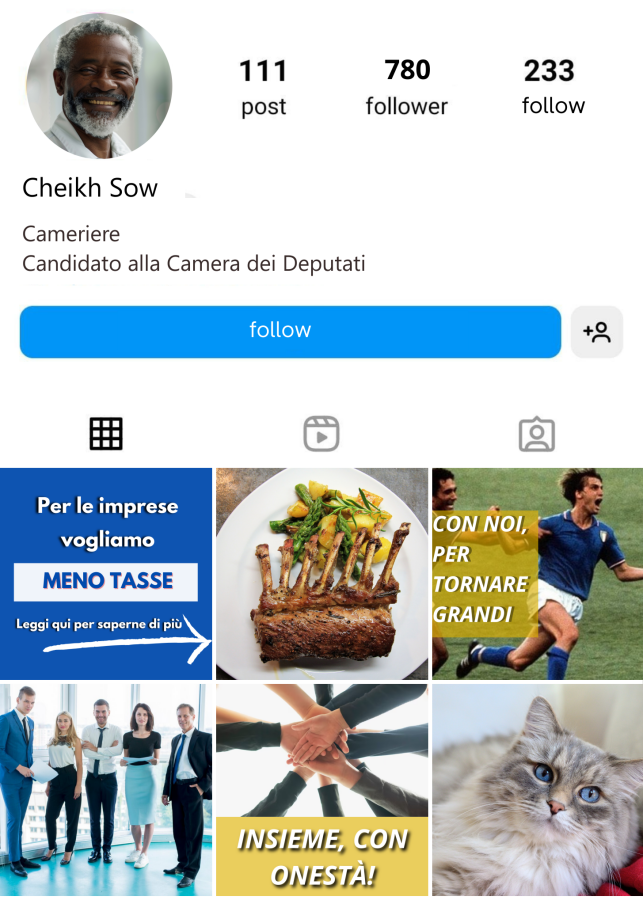 111
780
233
post
follower
follow
Cheikh Sow
Cameriere
Candidato alla Camera dei Deputati
follow
Per le imprese
vogliamo
MENO TASSE
Leggi qui per saperne di più
CON NOI,
PER
TORNARE
GRANDI
INSIEME, CON
ONESTÀ!